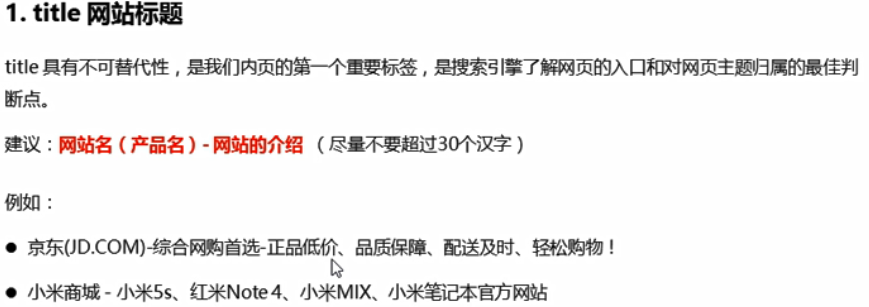 1. title 网站标题
title 具有不可替代性，是我们内页的第一个重要标签，是搜索引擎了解网页的入口和对网页主题归属的最佳判
断点。
建议：网站名（产品名）- 网站的介绍 （尽量不要超过30个汉字）
例如：
● 京东(JD.COM)-综合网购首选-正品低价、品质保障、配送及时、轻松购物！
● 小米商城 - 小米5s、红米Note 4、小米MIX、小米笔记本官方网站